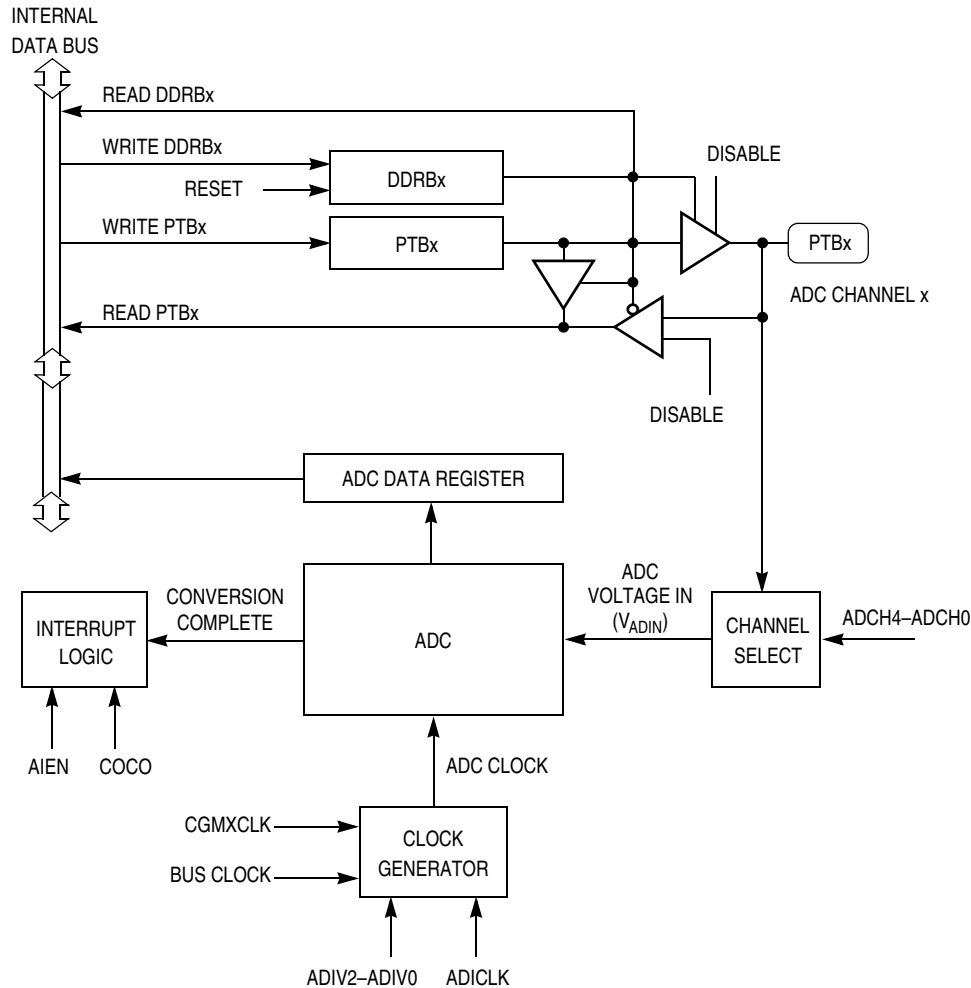 INTERNAL
DATA BUS
READ DDRBx
WRITE DDRBx
DISABLE
RESET
DDRBx
WRITE PTBx
PTBx
PTBx
ADC CHANNEL x
READ PTBx
DISABLE
ADC DATA REGISTER
CONVERSION
COMPLETE
ADC
VOLTAGE IN
(VADIN)
INTERRUPT
LOGIC
ADC
CHANNEL
SELECT
ADCH4–ADCH0
AIEN
COCO
ADC CLOCK
CGMXCLK
CLOCK
GENERATOR
BUS CLOCK
ADIV2–ADIV0
ADICLK